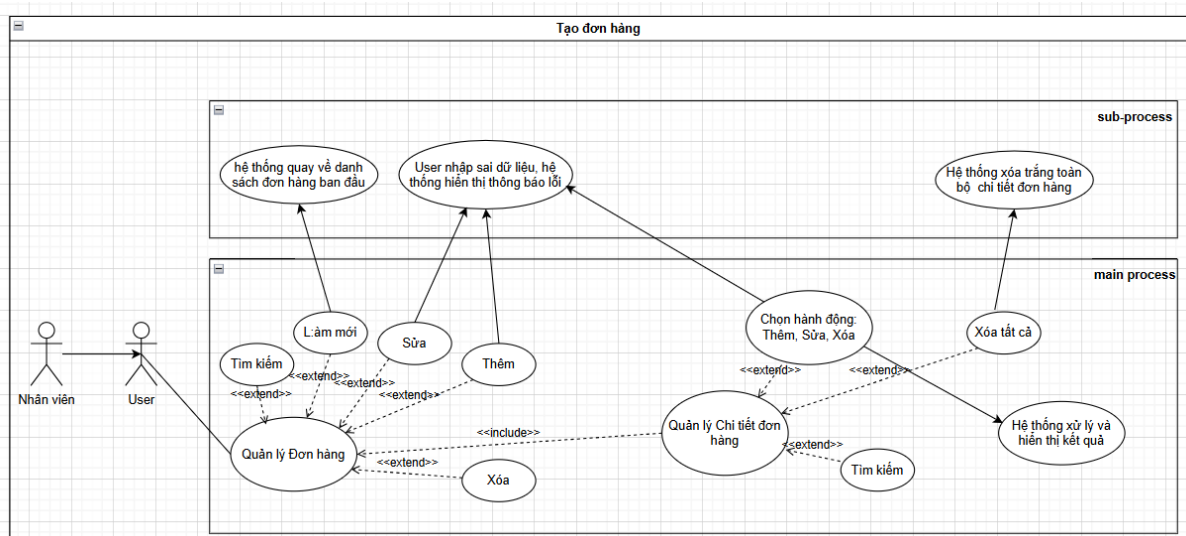 Tạo đơn hàng
sub-process
hệ thống quay về danh
sách đơn hàng ban đầu
User nhập sai dữ liệu, hệ
thống hiển thị thông báo lỗi
Hệ thống xóa trắng toàn
bộ chi tiết đơn hàng
main process
L:àm mới
Sửa
Thêm
Tìm kiếm
Chọn hành động:
Thêm, Sửa, Xóa
Xóa tất cả
Nhân viên
User
<<extend>>
<<extend>>
<<extend>>
<<extend>>
<<extend>>
<<extend>>
Quản lý Đơn hàng
<<include>>
Quản lý Chi tiết đơn
hàng
Hệ thống xử lý và
hiển thị kết quả
<<extend>>
<<extend>>
Tìm kiếm
Xóa